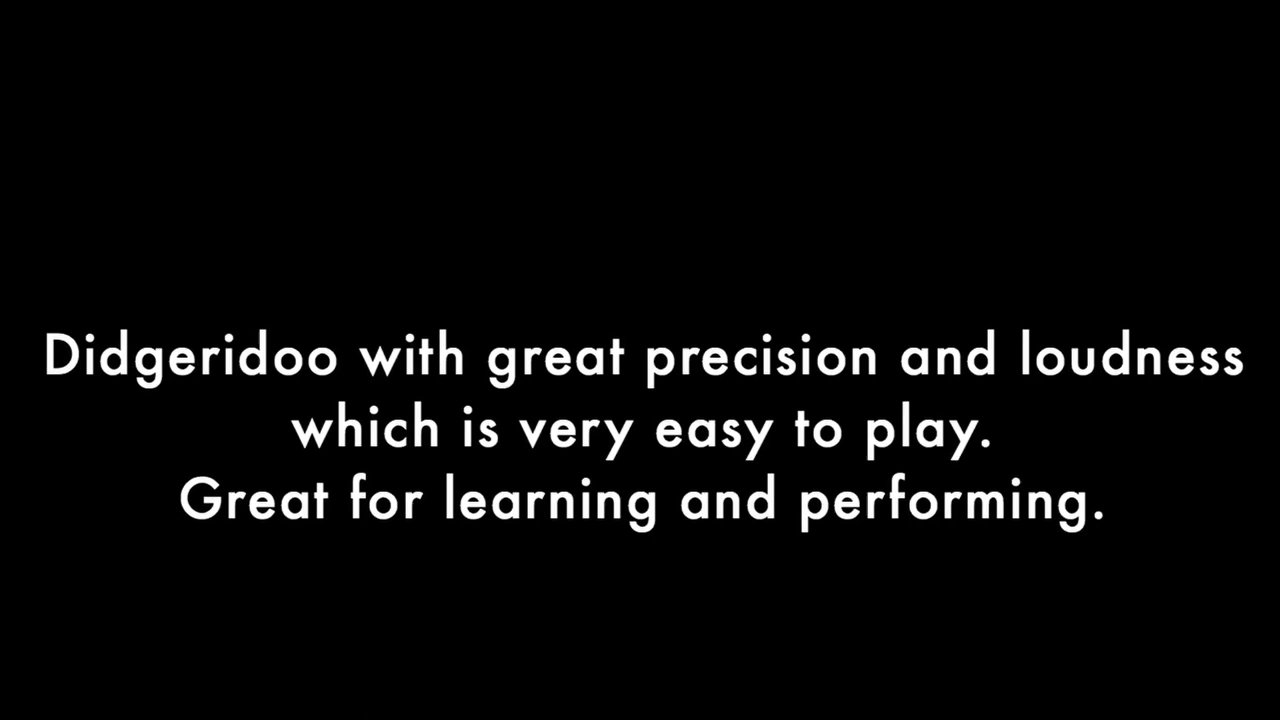 Didgeridoo with great precision and loudness
which is very easy to play.
Great for learning and performing.